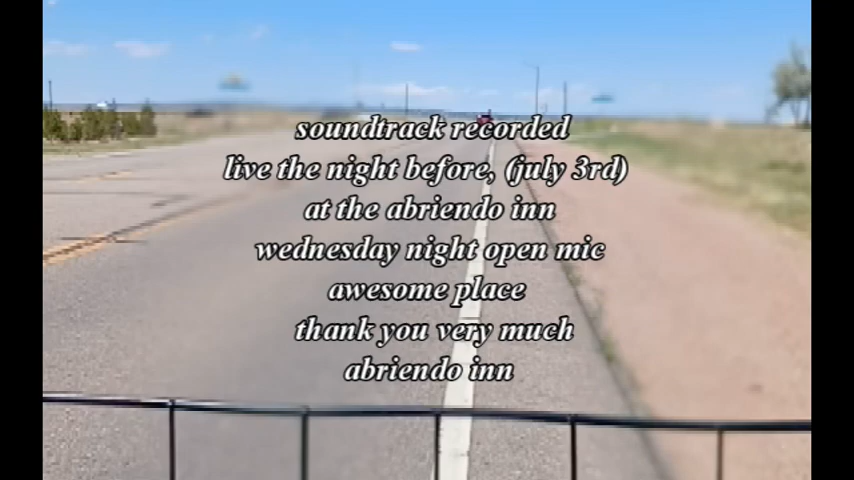 soundtrack recorded
live the night before, (july 3rd)
at the abriendo inn
wednesday night open mic
awesome place
thank you very much
abriendo inn